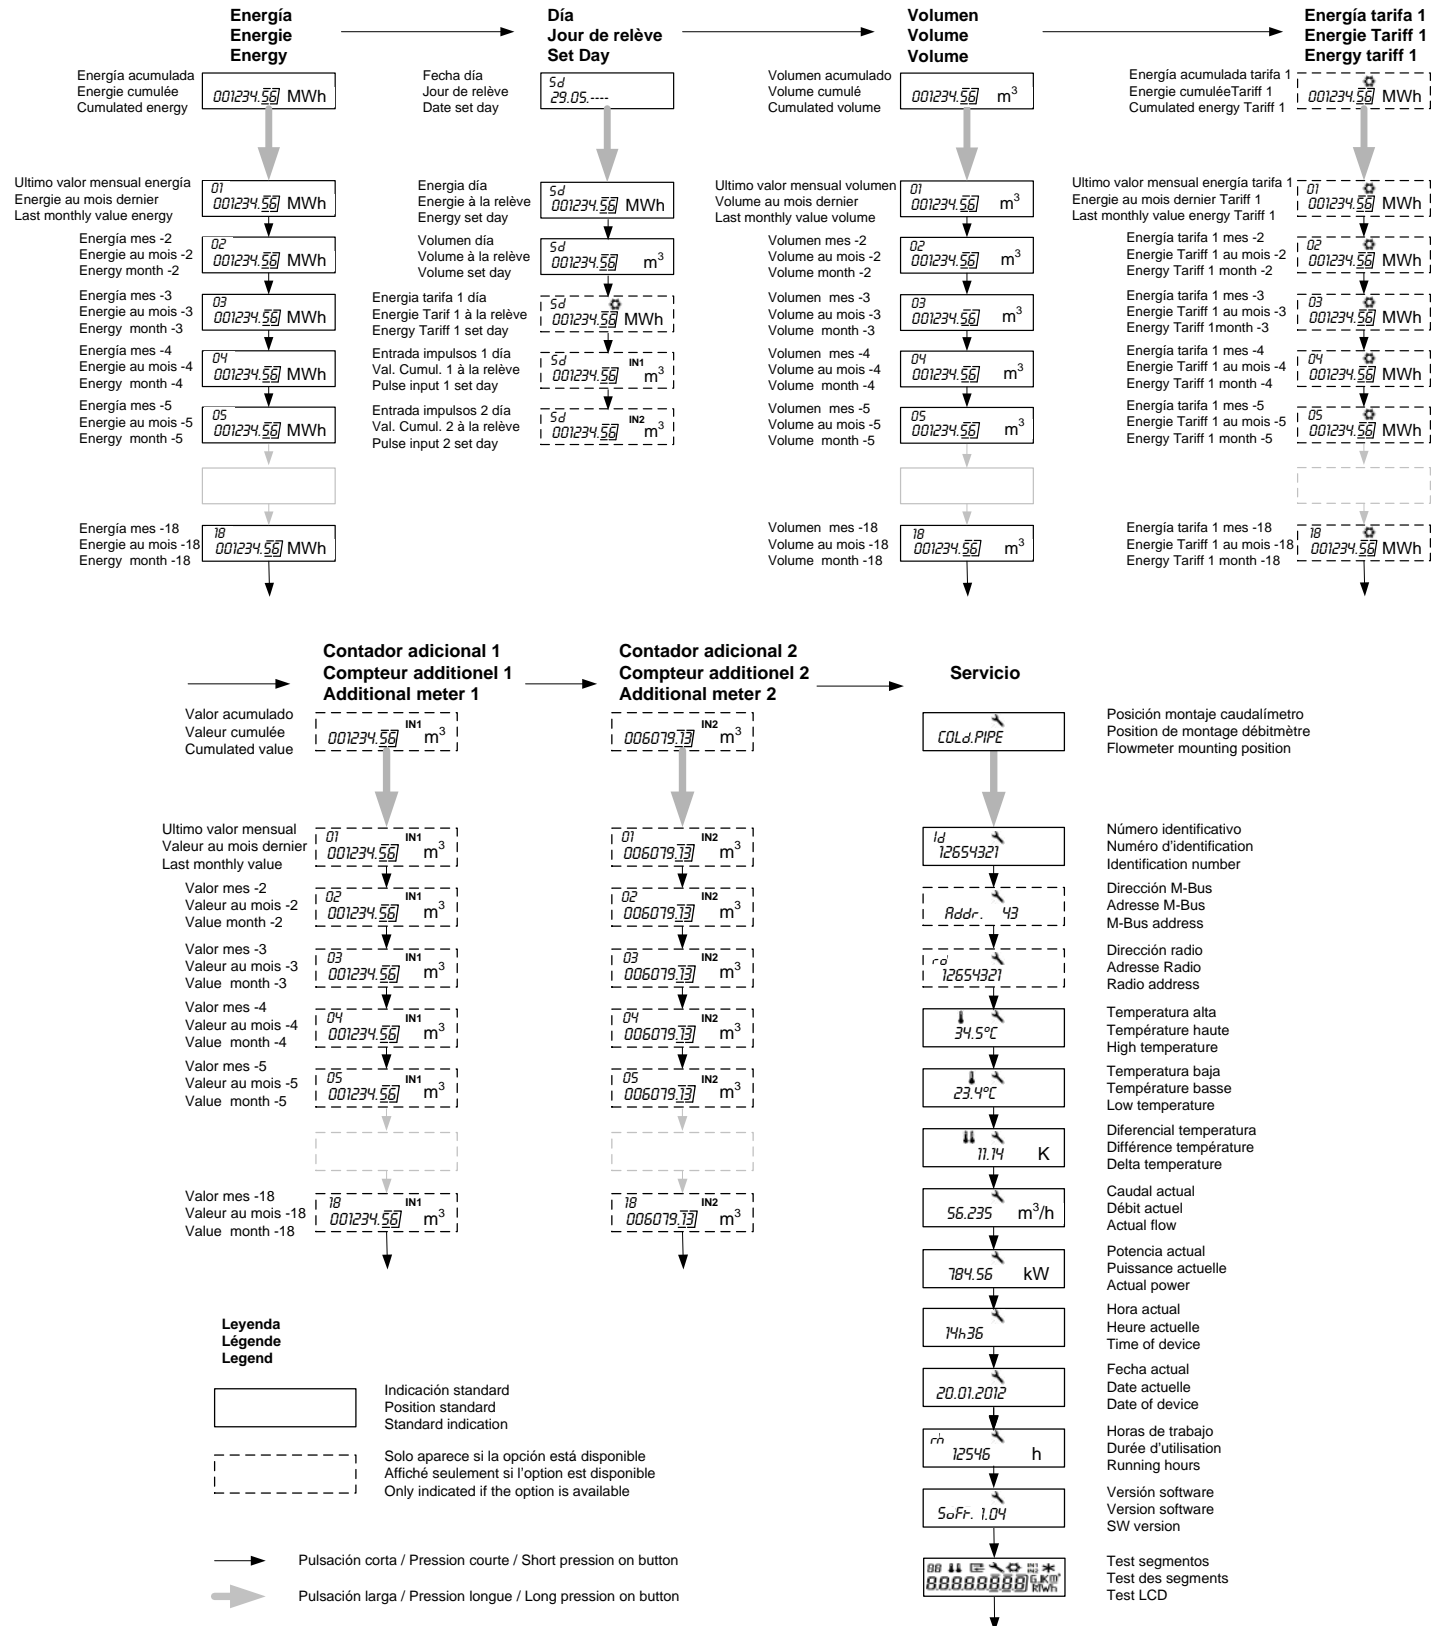 Energía
Energie
Energy
Energía acumulada
Energie cumulée
Cumulated energy
001234.56 MWh
Ultimo valor mensual energía
Energie au mois dernier
Last monthly value energy
01
001234.56 MWh
Energía mes -2
Energie au mois -2
Energy month -2
02
001234.56 MWh
Energía mes -3
Energie au mois -3
Energy month -3
03
001234.56 MWh
Energía mes -4
Energie au mois -4
Energy month -4
04
001234.56 MWh
Energía mes -5
Energie au mois -5
Energy month -5
05
001234.56 MWh
Energía mes -18
Energie au mois -18
Energy month -18
18
001234.56 MWh
Día
Jour de relève
Set Day
Fecha día
Jour de relève
Date set day
Sd
29.05.----
Energia día
Energie à la relève
Energy set day
Sd
001234.56 MWh
Volumen día
Volume à la relève
Volume set day
Sd
001234.56 m³
Energia tarifa 1 día
Energie Tarif 1 à la relève
Energy Tariff 1 set day
Sd
001234.56 MWh
Entrada impulsos 1 día
Val. Cumul. 1 à la relève
Pulse input 1 set day
Sd IN1
001234.56 m³
Entrada impulsos 2 día
Val. Cumul. 2 à la relève
Pulse input 2 set day
Sd IN2
001234.56 m³
Volumen
Volume
Volume
Volumen acumulado
Volume cumulé
Cumulated volume
001234.56 m³
Ultimo valor mensual volumen
Volume au mois dernier
Last monthly value volume
01
001234.56 m³
Volumen mes -2
Volume au mois -2
Volume month -2
02
001234.56 m³
Volumen mes -3
Volume au mois -3
Volume month -3
03
001234.56 m³
Volumen mes -4
Volume au mois -4
Volume month -4
04
001234.56 m³
Volumen mes -5
Volume au mois -5
Volume month -5
05
001234.56 m³
Volumen mes -18
Volume au mois -18
Volume month -18
18
001234.56 m³
Energía tarifa 1
Energie Tariff 1
Energy tariff 1
Energía acumulada tarifa 1
Energie cumuléeTariff 1
Cumulated energy Tariff 1
001234.56 MWh
Ultimo valor mensual energía tarifa 1
Energie au mois dernier Tariff 1
Last monthly value energy Tariff 1
01
001234.56 MWh
Energía tarifa 1 mes -2
Energie Tariff 1 au mois -2
Energy Tariff 1 month -2
02
001234.56 MWh
Energía tarifa 1 mes -3
Energie Tariff 1 au mois -3
Energy Tariff 1month -3
03
001234.56 MWh
Energía tarifa 1 mes -4
Energie Tariff 1 au mois -4
Energy Tariff 1 month -4
04
001234.56 MWh
Energía tarifa 1 mes -5
Energie Tariff 1 au mois -5
Energy Tariff 1 month -5
05
001234.56 MWh
Energía tarifa 1 mes -18
Energie Tariff 1 au mois -18
Energy Tariff 1 month -18
18
001234.56 MWh
Contador adicional 1
Compteur additionel 1
Additional meter 1
Valor acumulado
Valeur cumulée
Cumulated value
IN1
001234.56 m³
Ultimo valor mensual
Valeur au mois dernier
Last monthly value
01 IN1
001234.56 m³
Valor mes -2
Valeur au mois -2
Value month -2
02 IN1
001234.56 m³
Valor mes -3
Valeur au mois -3
Value month -3
03 IN1
001234.56 m³
Valor mes -4
Valeur au mois -4
Value month -4
04 IN1
001234.56 m³
Valor mes -5
Valeur au mois -5
Value month -5
05 IN1
001234.56 m³
Valor mes -18
Valeur au mois -18
Value month -18
18 IN1
001234.56 m³
Contador adicional 2
Compteur additionel 2
Additional meter 2
IN2
006079.13 m³
01 IN2
006079.13 m³
02 IN2
006079.13 m³
03 IN2
006079.13 m³
04 IN2
006079.13 m³
05 IN2
006079.13 m³
18 IN2
006079.13 m³
Servicio
COLd.PIPE
Posición montaje caudalímetro
Position de montage débitmètre
Flowmeter mounting position
Id
12654321
Número identificativo
Numéro d'identification
Identification number
Addr. 43
Dirección M-Bus
Adresse M-Bus
M-Bus address
rd
12654321
Dirección radio
Adresse Radio
Radio address
34.5°C
Temperatura alta
Température haute
High temperature
23.4°C
Temperatura baja
Température basse
Low temperature
11.14 K
Diferencial temperatura
Différence température
Delta temperature
56.235 m³/h
Caudal actual
Débit actuel
Actual flow
784.56 kW
Potencia actual
Puissance actuelle
Actual power
14h36
Hora actual
Heure actuelle
Time of device
20.01.2012
Fecha actual
Date actuelle
Date of device
rh
12546 h
Horas de trabajo
Durée d'utilisation
Running hours
SoFt. 1.04
Versión software
Version software
SW version
88 IN1 IN2
8.8.8.8.8.8.8.8
Test segmentos
Test des segments
Test LCD
Leyenda
Légende
Legend
Indicación standard
Position standard
Standard indication
Solo aparece si la opción está disponible
Affiché seulement si l'option est disponible
Only indicated if the option is available
Pulsación corta / Pression courte / Short pression on button
Pulsación larga / Pression longue / Long pression on button